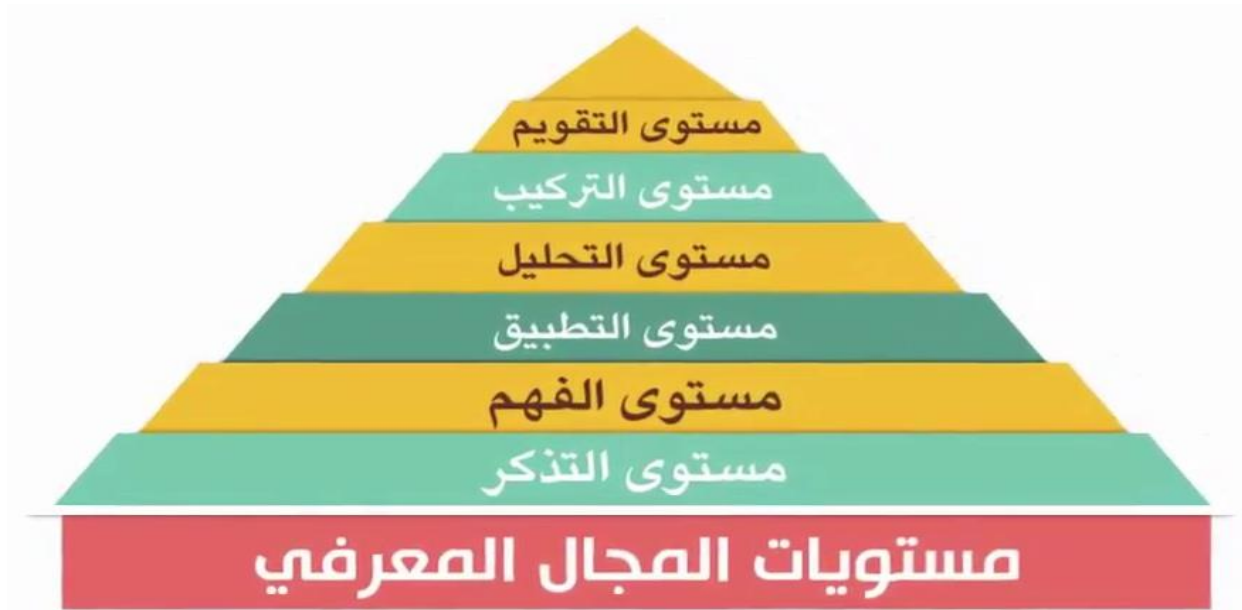 مستوى التقويم
مستوى التركيب
مستوى التحليل
مستوى التطبيق
مستوى الفهم
مستوى التذكر
مستويات المجال المعرفي